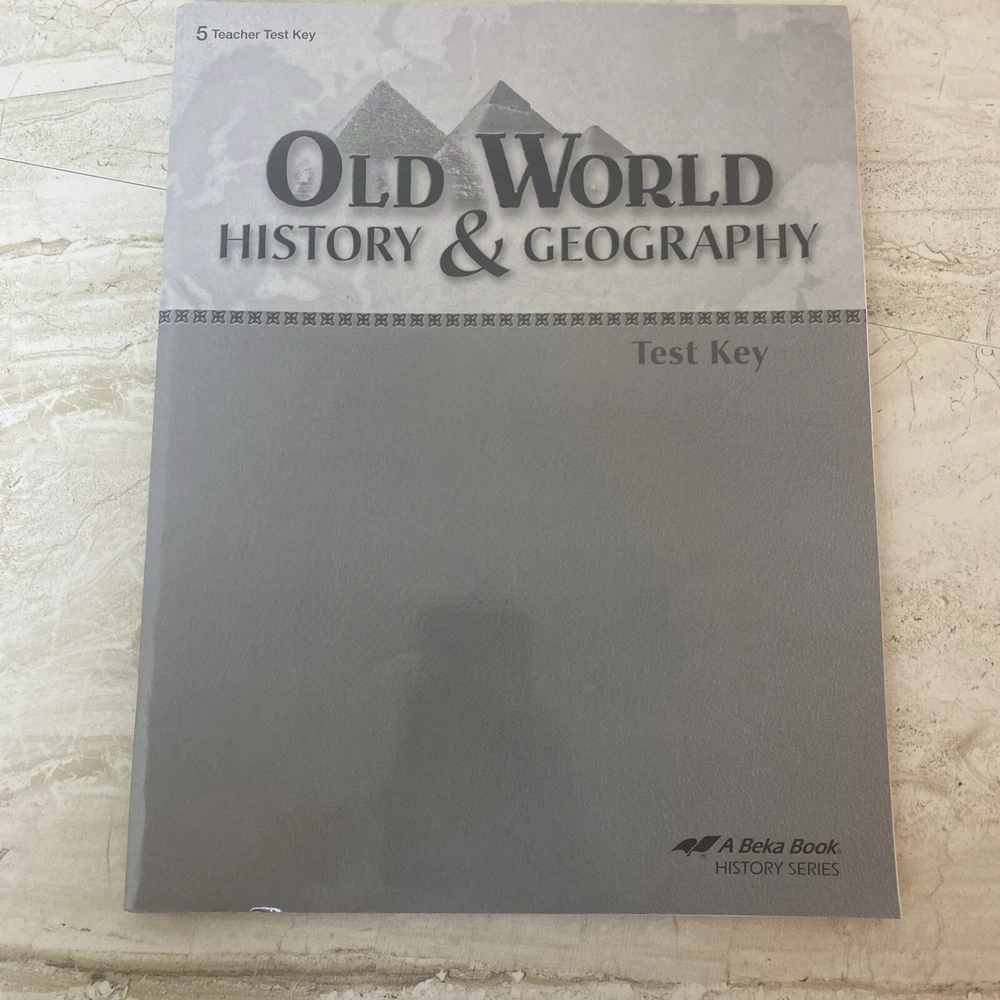 5 Teacher Test Key
OLD WORLD
HISTORY & GEOGRAPHY
Test Key
A Beka Book®
HISTORY SERIES